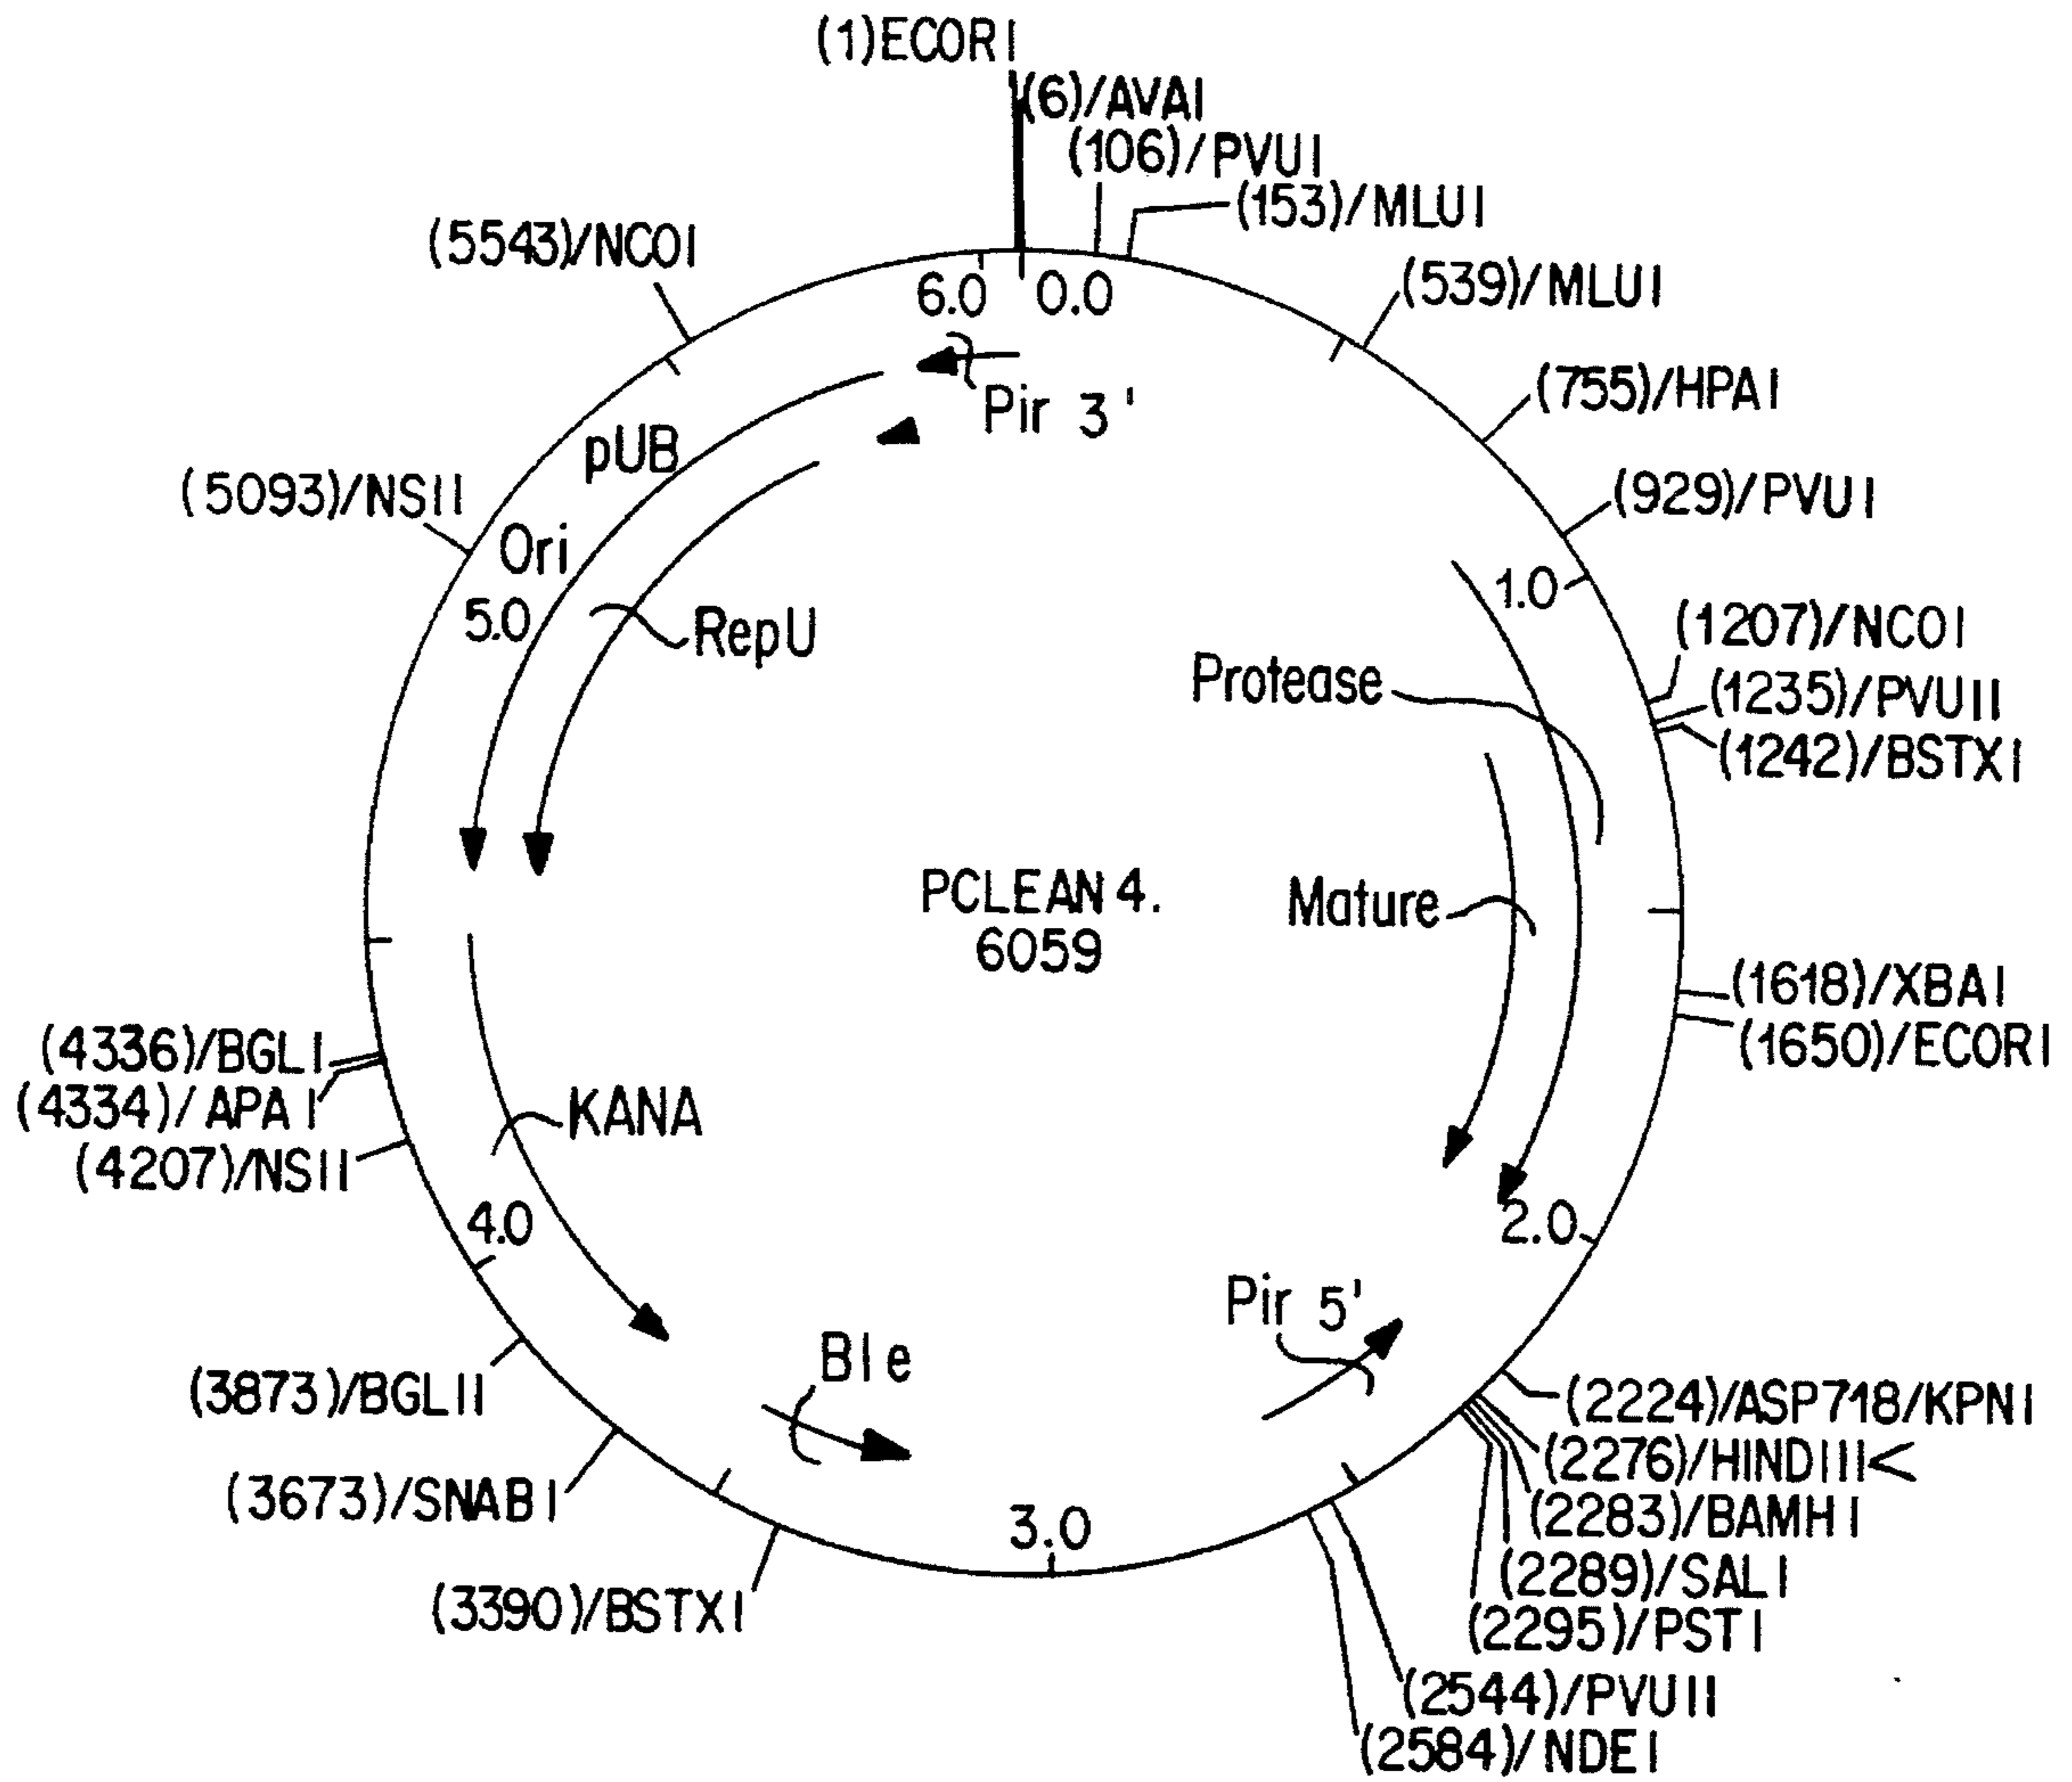 (1)ECORI
(6)/AVAI
(106)/PVUI
(153)/MLUI
(539)/MLUI
(755)/HPAI
(929)/PVUI
(1207)/NCOI
(1235)/PVUII
(1242)/BSTXI
(1618)/XBAI
(1650)/ECORI
(2224)/ASP718/KPNI
(2276)/HINDIII<
(2283)/BAMHI
(2289)/SALI
(2295)/PSTI
(2544)/PVUII
(2584)/NDEI
(3390)/BSTXI
(3673)/SNABI
(3873)/BGLII
(4207)/NSII
(4334)/APAI
(4336)/BGLI
(5093)/NSII
(5543)/NCOI
6.0
0.0
1.0
2.0
3.0
4.0
5.0
Pir 3'
pUB
Ori
RepU
Protease
Mature
PCLEAN 4.
6059
KANA
Ble
Pir 5'